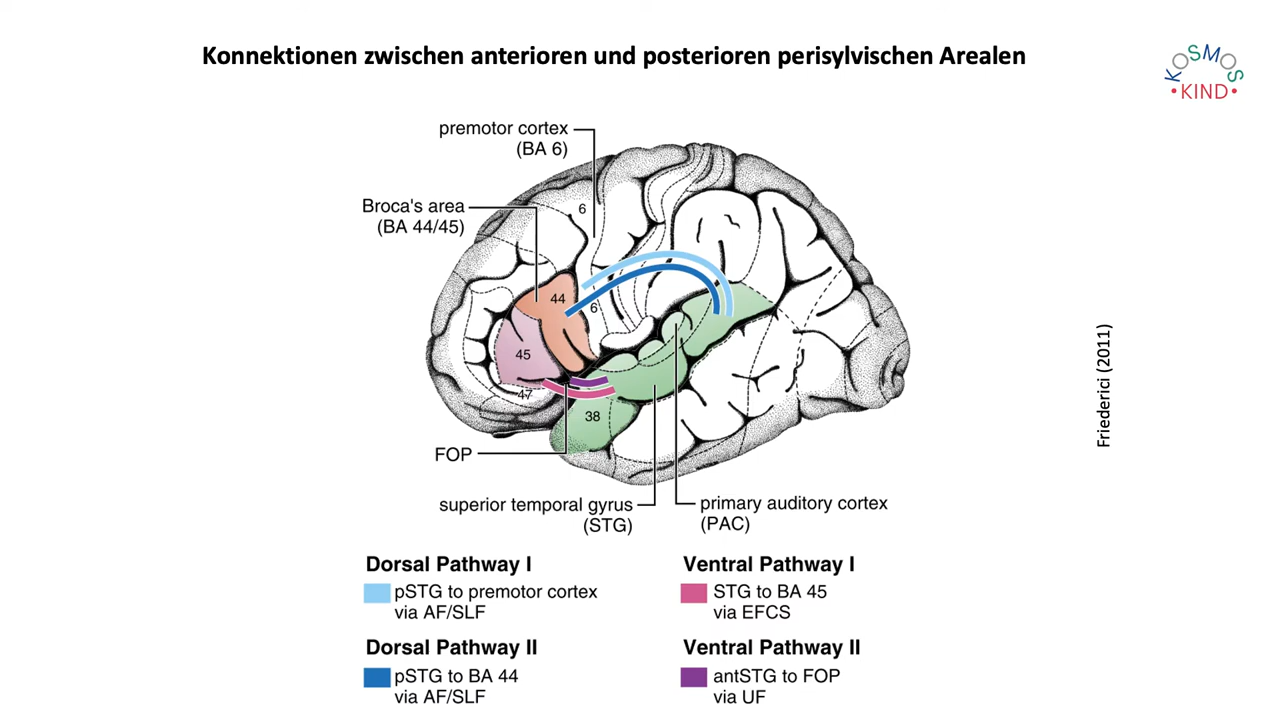 Konnektionen zwischen anterioren und posterioren perisylvischen Arealen
KOSMOS
•KIND•
premotor cortex
(BA 6)
Broca's area
(BA 44/45)
6
44
6
45
47
38
FOP
superior temporal gyrus
(STG)
primary auditory cortex
(PAC)
Friederici (2011)
Dorsal Pathway I
pSTG to premotor cortex
via AF/SLF
Dorsal Pathway II
pSTG to BA 44
via AF/SLF
Ventral Pathway I
STG to BA 45
via EFCS
Ventral Pathway II
antSTG to FOP
via UF